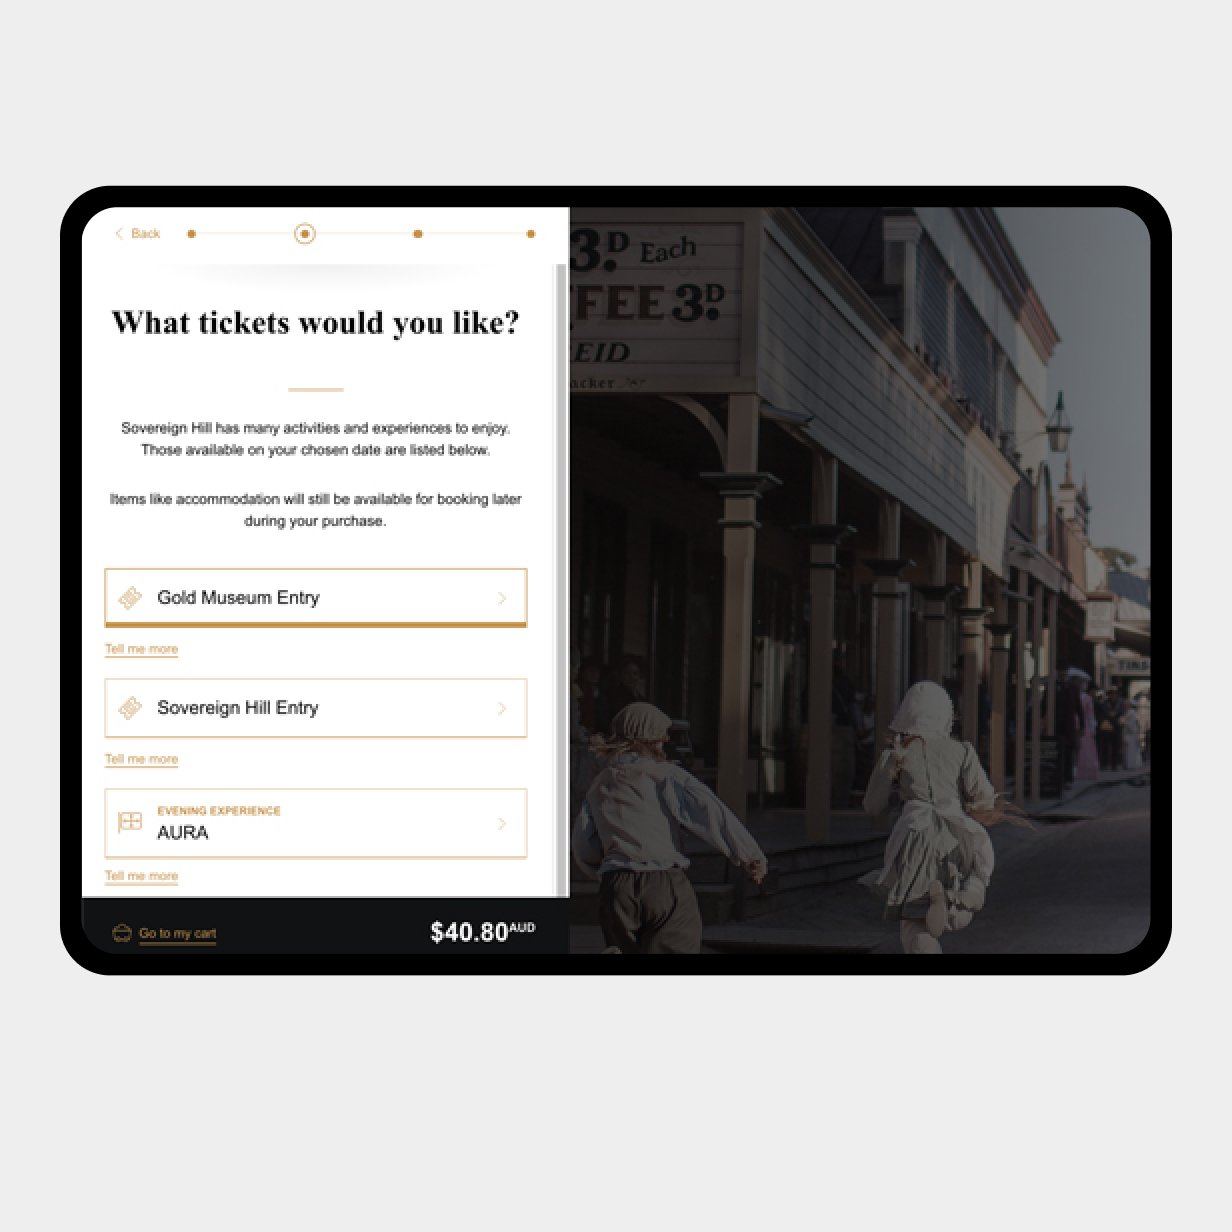 Back
What tickets would you like?
Sovereign Hill has many activities and experiences to enjoy.
Those available on your chosen date are listed below.
Items like accommodation will still be available for booking later
during your purchase.
Gold Museum Entry
Tell me more
Sovereign Hill Entry
Tell me more
EVENING EXPERIENCE
AURA
Tell me more
Go to my cart
$40.80AUD
3.D Each
FEE 3.D
EID
acker
TINS